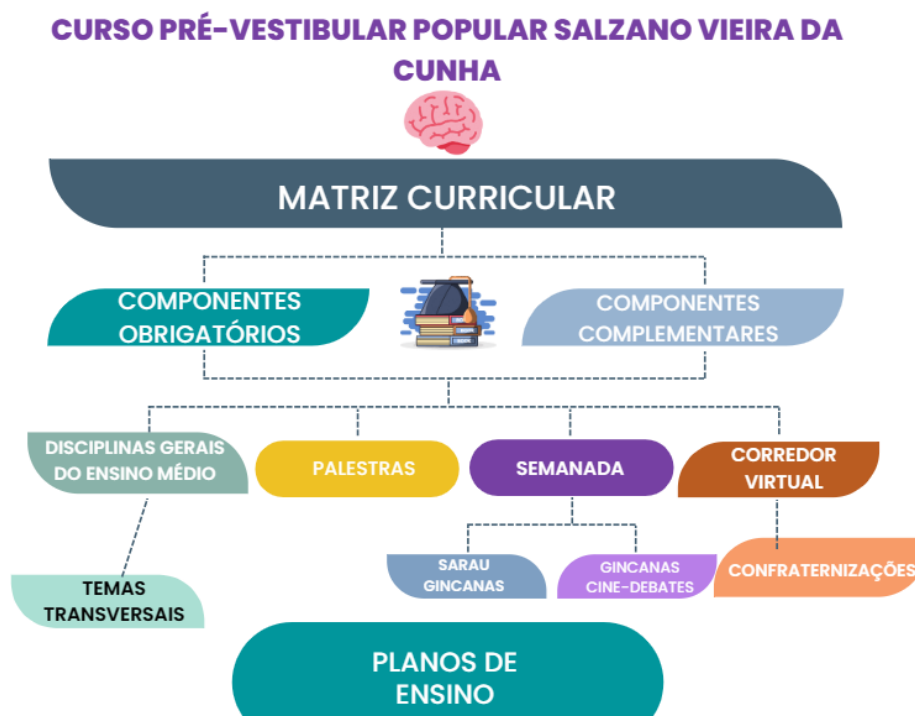 CURSO PRÉ-VESTIBULAR POPULAR SALZANO VIEIRA DA
CUNHA
MATRIZ CURRICULAR
COMPONENTES
OBRIGATÓRIOS
COMPONENTES
COMPLEMENTARES
DISCIPLINAS GERAIS
DO ENSINO MÉDIO
PALESTRAS
SEMANADA
CORREDOR
VIRTUAL
SARAU
GINCANAS
GINCANAS
CINE-DEBATES
CONFRATERNIZAÇÕES
TEMAS
TRANSVERSAIS
PLANOS DE
ENSINO